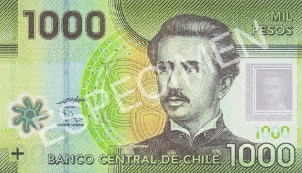 1000
MIL
PESOS
ESPECIMEN
1000
BANCO CENTRAL DE CHILE
1000